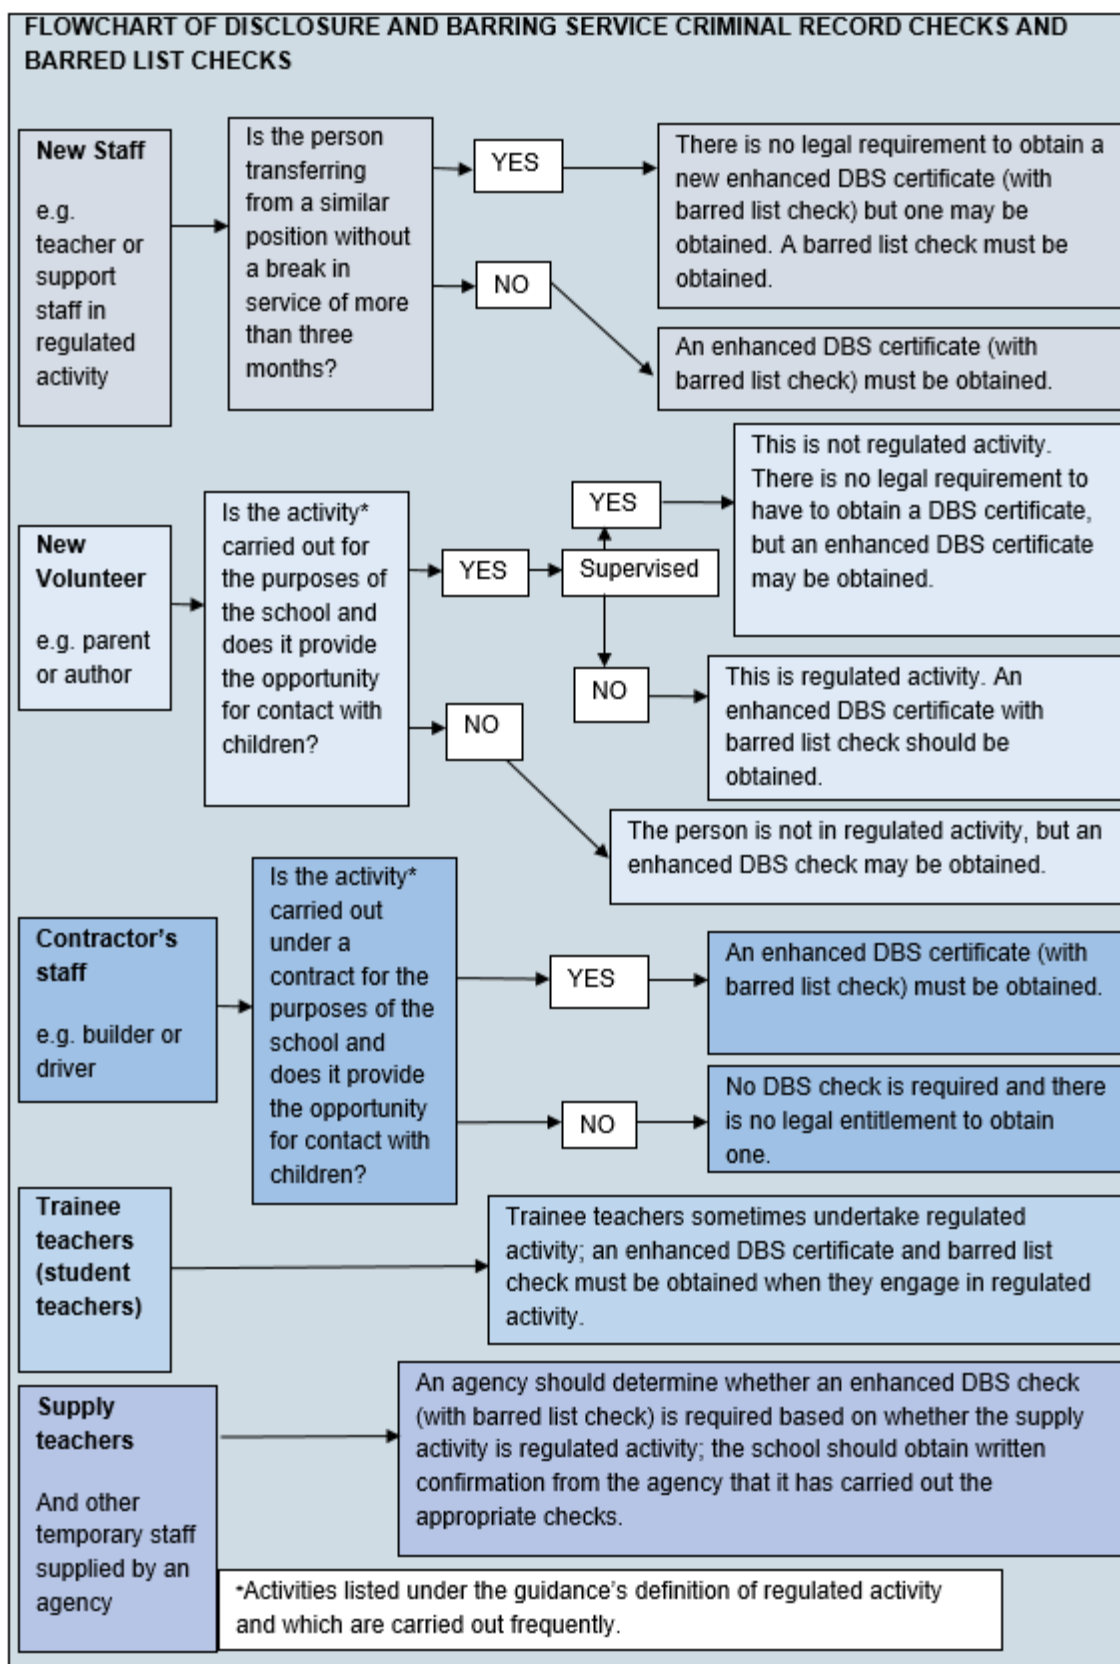 FLOWCHART OF DISCLOSURE AND BARRING SERVICE CRIMINAL RECORD CHECKS AND
BARRED LIST CHECKS
New Staff
e.g.
teacher or
support
staff in
regulated
activity
Is the person
transferring
from a similar
position without
a break in
service of more
than three
months?
YES
There is no legal requirement to obtain a
new enhanced DBS certificate (with
barred list check) but one may be
obtained. A barred list check must be
obtained.
NO
An enhanced DBS certificate (with
barred list check) must be obtained.
New
Volunteer
e.g. parent
or author
Is the activity*
carried out for
the purposes of
the school and
does it provide
the opportunity
for contact with
children?
YES
Supervised
YES
This is not regulated activity.
There is no legal requirement to
have to obtain a DBS certificate,
but an enhanced DBS certificate
may be obtained.
NO
This is regulated activity. An
enhanced DBS certificate with
barred list check should be
obtained.
NO
The person is not in regulated activity, but an
enhanced DBS check may be obtained.
Contractor's
staff
e.g. builder or
driver
Is the activity*
carried out
under a
contract for the
purposes of the
school and
does it provide
the opportunity
for contact with
children?
YES
An enhanced DBS certificate (with
barred list check) must be obtained.
NO
No DBS check is required and there
is no legal entitlement to obtain
one.
Trainee
teachers
(student
teachers)
Trainee teachers sometimes undertake regulated
activity; an enhanced DBS certificate and barred list
check must be obtained when they engage in regulated
activity.
Supply
teachers
And other
temporary staff
supplied by an
agency
An agency should determine whether an enhanced DBS check
(with barred list check) is required based on whether the supply
activity is regulated activity; the school should obtain written
confirmation from the agency that it has carried out the
appropriate checks.
*Activities listed under the guidance's definition of regulated activity
and which are carried out frequently.